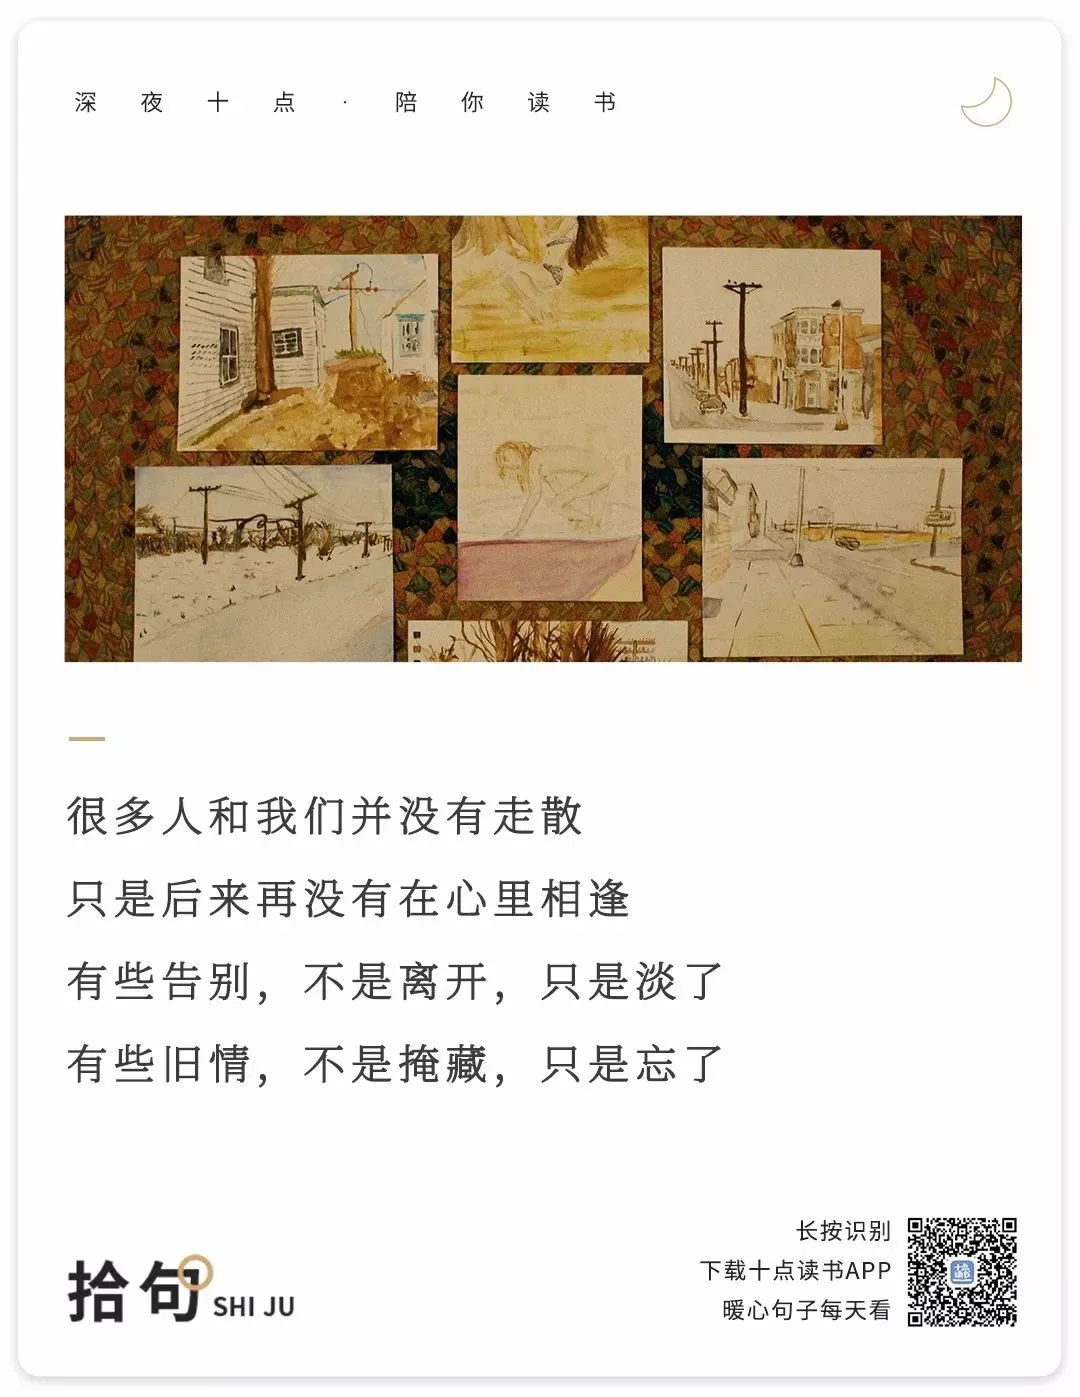 深夜十点·陪你读书
很多人和我们并没有走散
只是后来再没有在心里相逢
有些告别，不是离开，只是淡了
有些旧情，不是掩藏，只是忘了
长按识别
下载十点读书APP
暖心句子每天看
十点
读书
拾句 SHI JU